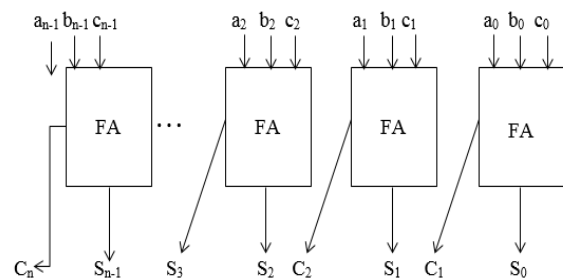 aₙ₋₁ bₙ₋₁ cₙ₋₁ a₂ b₂ c₂ a₁ b₁ c₁ a₀ b₀ c₀
FA ... FA FA FA
Cₙ Sₙ₋₁ S₃ S₂ C₂ S₁ C₁ S₀